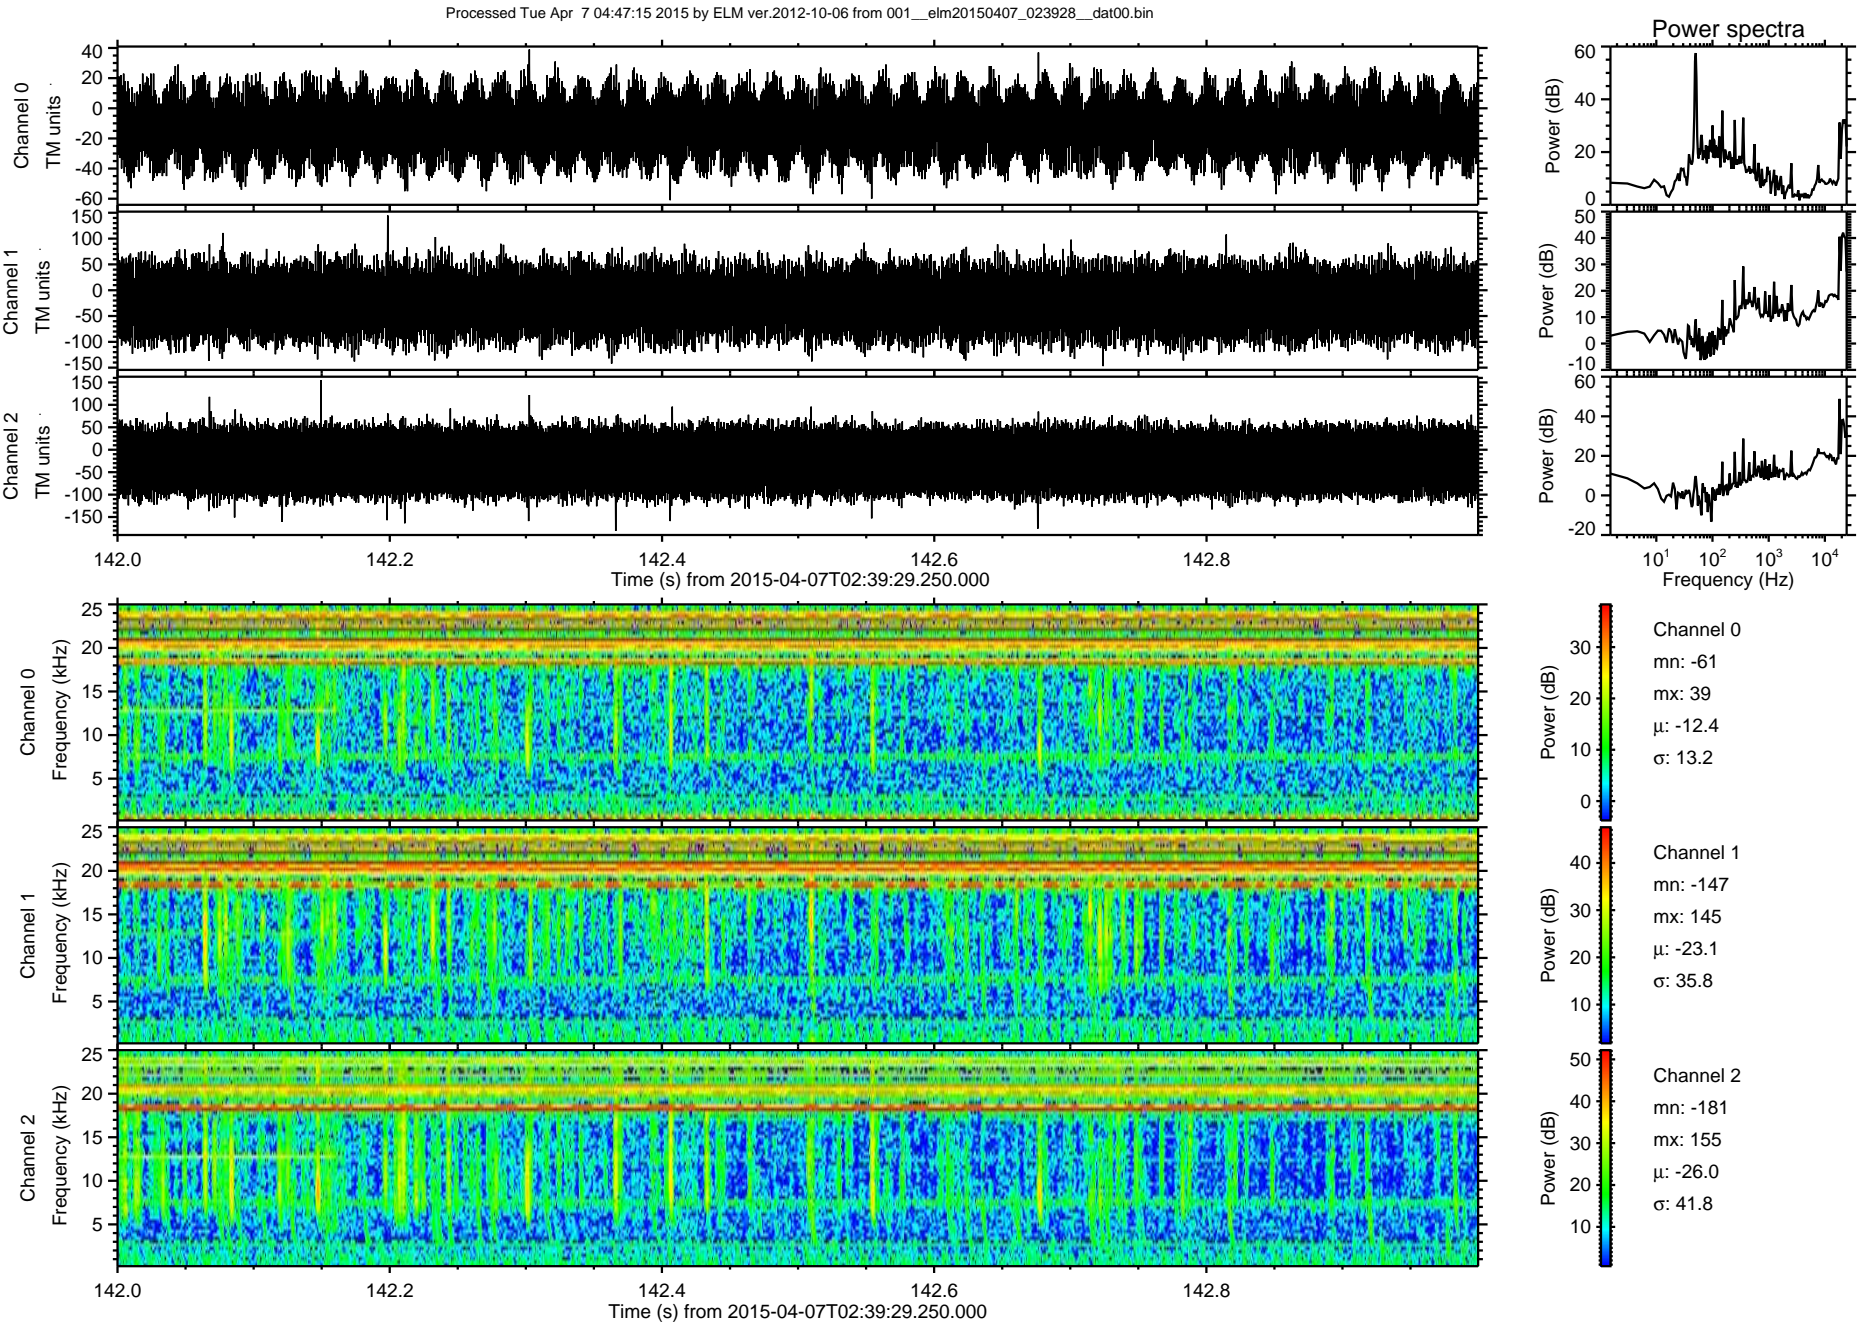 Processed Tue Apr 7 04:47:15 2015 by ELM ver.2012-10-06 from 001__elm20150407_023928__dat00.bin
Power spectra
Channel 0
TM units
40
20
0
-20
-40
-60
Power (dB)
60
40
20
0
Channel 1
TM units
150
100
50
0
-50
-100
-150
Power (dB)
50
40
30
20
10
0
-10
Channel 2
TM units
150
100
50
0
-50
-100
-150
Power (dB)
60
40
20
0
-20
142.0 142.2 142.4 142.6 142.8
Time (s) from 2015-04-07T02:39:29.250.000
10^1 10^2 10^3 10^4
Frequency (Hz)
Channel 0
Frequency (kHz)
25
20
15
10
5
Power (dB)
30
20
10
0
Channel 0
mn: -61
mx: 39
μ: -12.4
σ: 13.2
Channel 1
Frequency (kHz)
25
20
15
10
5
Power (dB)
40
30
20
10
Channel 1
mn: -147
mx: 145
μ: -23.1
σ: 35.8
Channel 2
Frequency (kHz)
25
20
15
10
5
Power (dB)
50
40
30
20
10
Channel 2
mn: -181
mx: 155
μ: -26.0
σ: 41.8
142.0 142.2 142.4 142.6 142.8
Time (s) from 2015-04-07T02:39:29.250.000